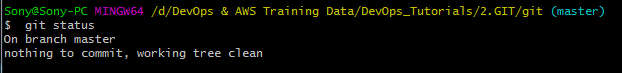 Sony@Sony-PC MINGW64 /d/DevOps & AWS Training Data/DevOps_Tutorials/2.GIT/git (master)
$  git status
On branch master
nothing to commit, working tree clean